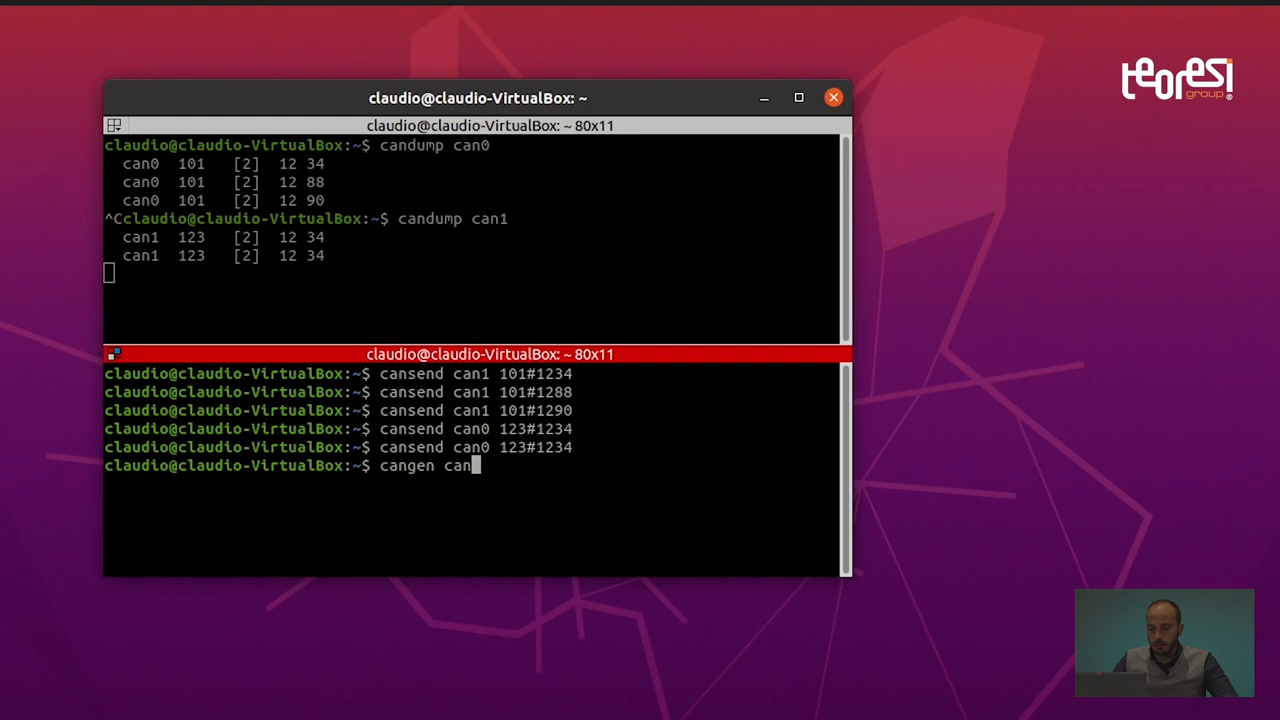 teoresi
group®
claudio@claudio-VirtualBox: ~
claudio@claudio-VirtualBox: ~ 80x11
claudio@claudio-VirtualBox:~$ candump can0
can0 101 [2] 12 34
can0 101 [2] 12 88
can0 101 [2] 12 90
^Cclaudio@claudio-VirtualBox:~$ candump can1
can1 123 [2] 12 34
can1 123 [2] 12 34
claudio@claudio-VirtualBox: ~ 80x11
claudio@claudio-VirtualBox:~$ cansend can1 101#1234
claudio@claudio-VirtualBox:~$ cansend can1 101#1288
claudio@claudio-VirtualBox:~$ cansend can1 101#1290
claudio@claudio-VirtualBox:~$ cansend can0 123#1234
claudio@claudio-VirtualBox:~$ cansend can0 123#1234
claudio@claudio-VirtualBox:~$ cangen can